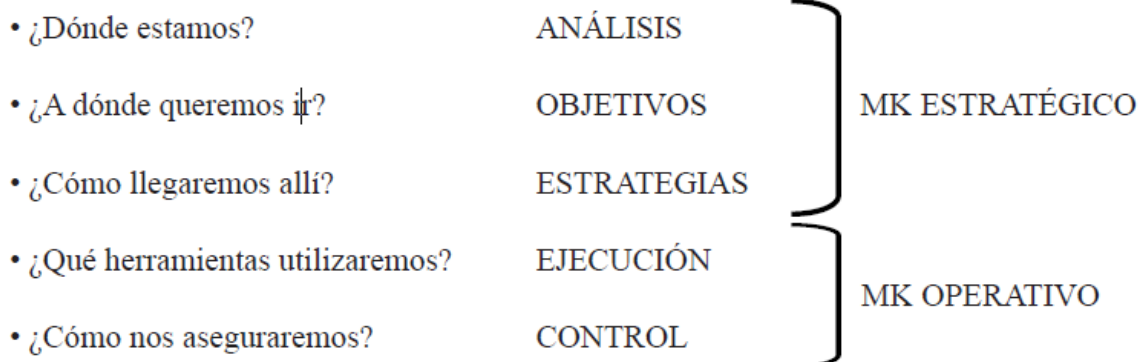 • ¿Dónde estamos? ANÁLISIS
• ¿A dónde queremos ir? OBJETIVOS
MK ESTRATÉGICO
• ¿Cómo llegaremos allí? ESTRATEGIAS
• ¿Qué herramientas utilizaremos? EJECUCIÓN
MK OPERATIVO
• ¿Cómo nos aseguraremos? CONTROL